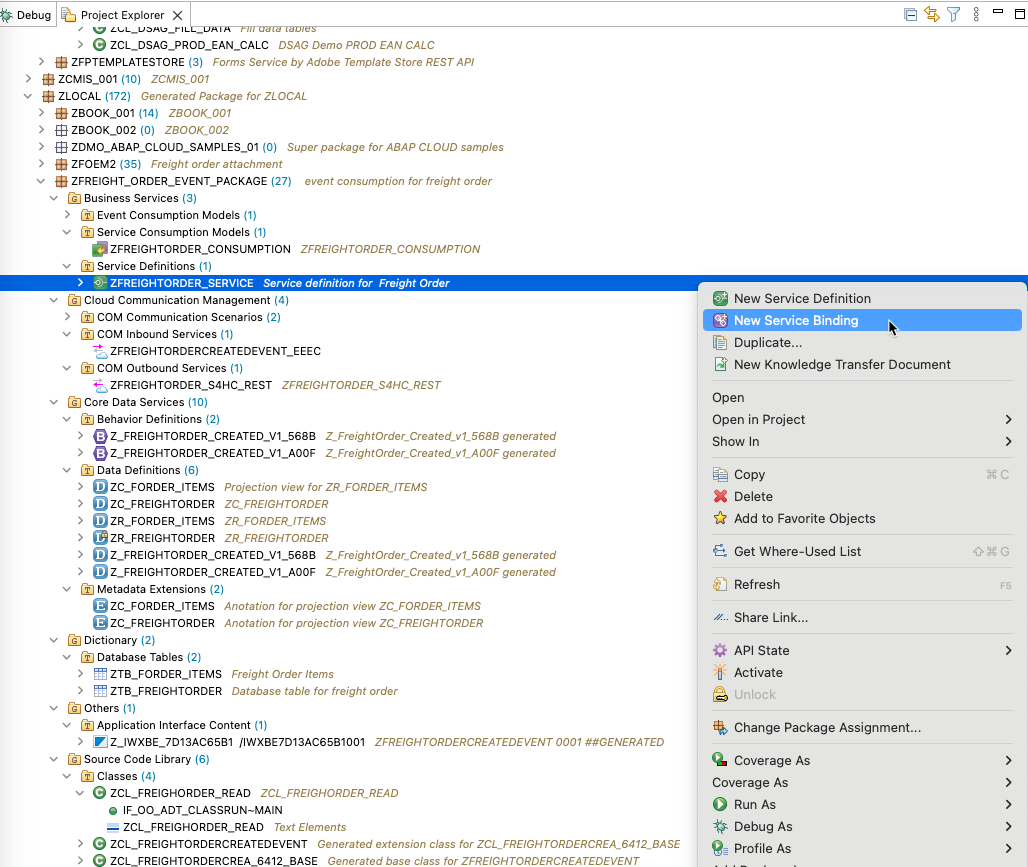 Debug
Project Explorer
ZCL_DSAG_FILL_DATA Fill data tables
ZCL_DSAG_PROD_EAN_CALC DSAG Demo PROD EAN CALC
ZFPTEMPLATESTORE (3) Forms Service by Adobe Template Store REST API
ZCMIS_001 (10) ZCMIS_001
ZLOCAL (172) Generated Package for ZLOCAL
ZBOOK_001 (14) ZBOOK_001
ZBOOK_002 (0) ZBOOK_002
ZDMO_ABAP_CLOUD_SAMPLES_01 (0) Super package for ABAP CLOUD samples
ZFOEM2 (35) Freight order attachment
ZFREIGHT_ORDER_EVENT_PACKAGE (27) event consumption for freight order
Business Services (3)
Event Consumption Models (1)
Service Consumption Models (1)
ZFREIGHTORDER_CONSUMPTION ZFREIGHTORDER_CONSUMPTION
Service Definitions (1)
ZFREIGHTORDER_SERVICE Service definition for Freight Order
Cloud Communication Management (4)
COM Communication Scenarios (2)
COM Inbound Services (1)
ZFREIGHTORDERCREATEDEVENT_EEEC
COM Outbound Services (1)
ZFREIGHTORDER_S4HC_REST ZFREIGHTORDER_S4HC_REST
Core Data Services (10)
Behavior Definitions (2)
Z_FREIGHTORDER_CREATED_V1_568B Z_FreightOrder_Created_v1_568B generated
Z_FREIGHTORDER_CREATED_V1_A00F Z_FreightOrder_Created_v1_A00F generated
Data Definitions (6)
ZC_FORDER_ITEMS Projection view for ZR_FORDER_ITEMS
ZC_FREIGHTORDER ZC_FREIGHTORDER
ZR_FORDER_ITEMS ZR_FORDER_ITEMS
ZR_FREIGHTORDER ZR_FREIGHTORDER
Z_FREIGHTORDER_CREATED_V1_568B Z_FreightOrder_Created_v1_568B generated
Z_FREIGHTORDER_CREATED_V1_A00F Z_FreightOrder_Created_v1_A00F generated
Metadata Extensions (2)
ZC_FORDER_ITEMS Anotation for projection view ZC_FORDER_ITEMS
ZC_FREIGHTORDER Anotation for projection view ZC_FREIGHTORDER
Dictionary (2)
Database Tables (2)
ZTB_FORDER_ITEMS Freight Order Items
ZTB_FREIGHTORDER Database table for freight order
Others (1)
Application Interface Content (1)
Z_IWXBE_7D13AC65B1 /IWXBE7D13AC65B1001 ZFREIGHTORDERCREATEDEVENT 0001 ##GENERATED
Source Code Library (6)
Classes (4)
ZCL_FREIGHORDER_READ ZCL_FREIGHORDER_READ
IF_OO_ADT_CLASSRUN~MAIN
ZCL_FREIGHORDER_READ Text Elements
ZCL_FREIGHTORDERCREATEDEVENT Generated extension class for ZCL_FREIGHTORDERCREA_6412_BASE
ZCL_FREIGHTORDERCREA_6412_BASE Generated base class for ZFREIGHTORDERCREATEDEVENT
New Service Definition
New Service Binding
Duplicate...
New Knowledge Transfer Document
Open
Open in Project
Show In
Copy ⌘C
Delete
Add to Favorite Objects
Get Where-Used List ⇧⌘G
Refresh F5
Share Link...
API State
Activate
Unlock
Change Package Assignment...
Coverage As
Coverage As
Run As
Debug As
Profile As